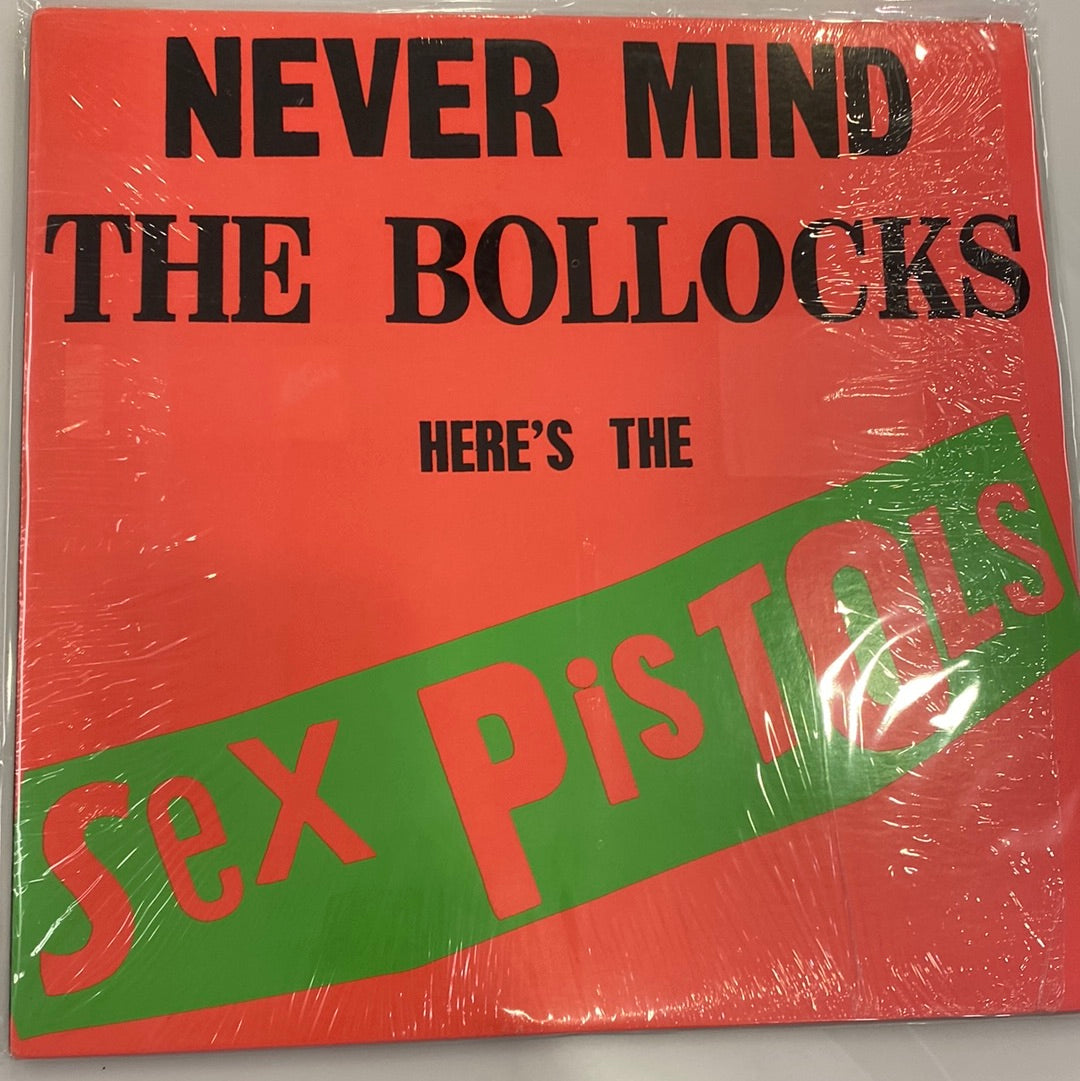 NEVER MIND
THE BOLLOCKS
HERE'S THE
Sex PisTOLS